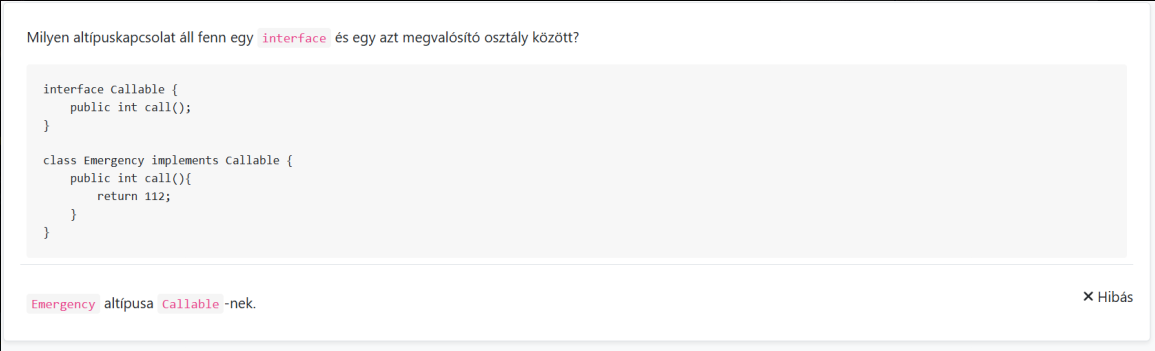 Milyen altípuskapcsolat áll fenn egy interface és egy azt megvalósító osztály között?
interface Callable {
    public int call();
}
class Emergency implements Callable {
    public int call(){
        return 112;
    }
}
Emergency altípusa Callable -nek.
✕ Hibás